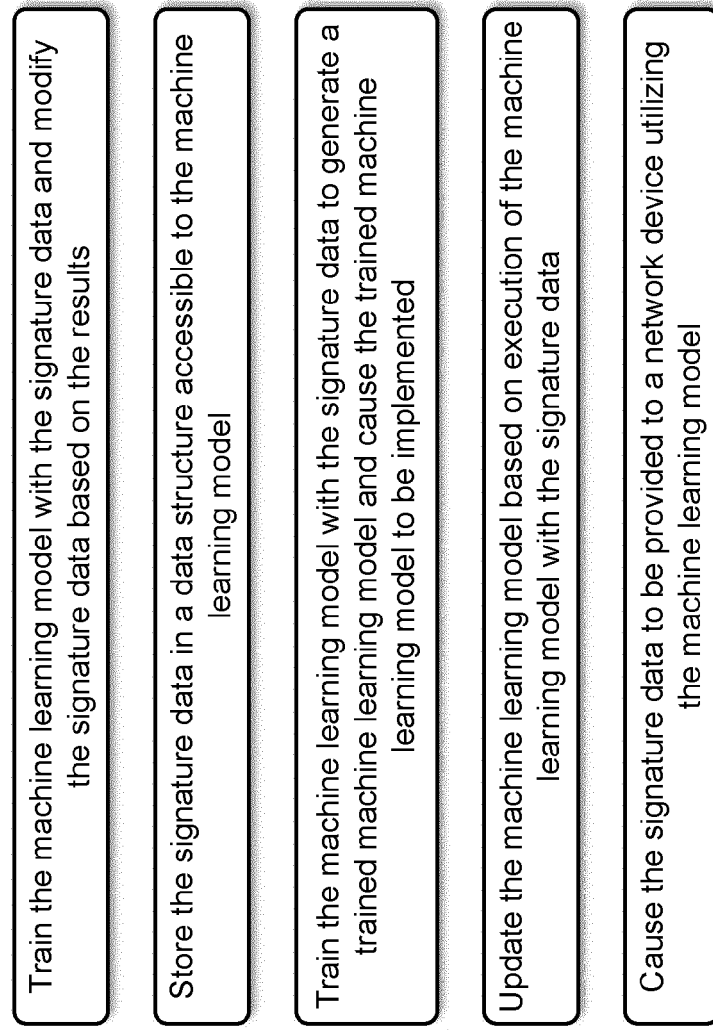 Train the machine learning model with the signature data and modify
the signature data based on the results
Store the signature data in a data structure accessible to the machine
learning model
Train the machine learning model with the signature data to generate a
trained machine learning model and cause the trained machine
learning model to be implemented
Update the machine learning model based on execution of the machine
learning model with the signature data
Cause the signature data to be provided to a network device utilizing
the machine learning model